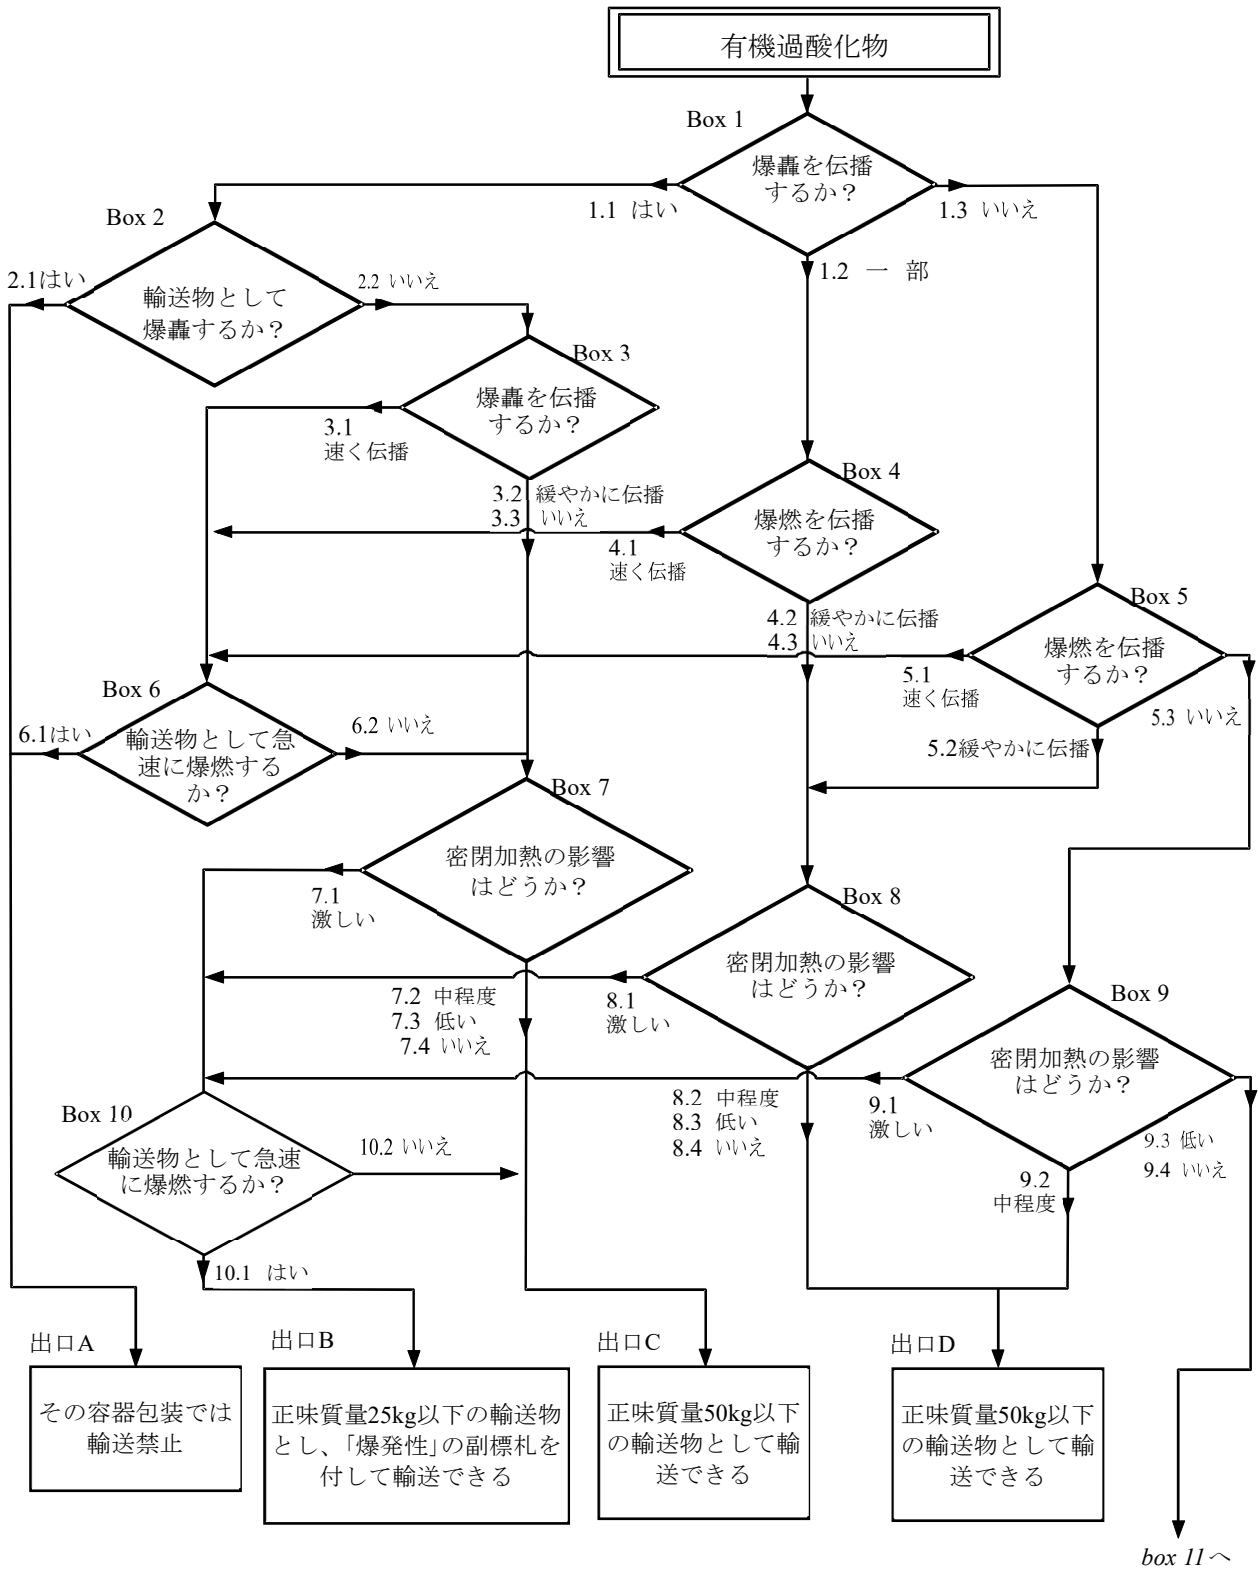 有機過酸化物
Box 1
爆轟を伝播
するか？
1.1 はい
1.3 いいえ
1.2 一 部
Box 2
2.1はい
2.2 いいえ
輸送物として
爆轟するか？
Box 3
爆轟を伝播
するか？
3.1
速く伝播
3.2 緩やかに伝播
3.3 いいえ
Box 4
爆燃を伝播
するか？
4.1
速く伝播
4.2 緩やかに伝播
4.3 いいえ
Box 5
爆燃を伝播
するか？
5.1
速く伝播
5.3 いいえ
5.2緩やかに伝播
Box 6
6.1はい
6.2 いいえ
輸送物として急
速に爆燃する
か？
Box 7
密閉加熱の影響
はどうか？
7.1
激しい
7.2 中程度
7.3 低い
7.4 いいえ
Box 8
密閉加熱の影響
はどうか？
8.1
激しい
8.2 中程度
8.3 低い
8.4 いいえ
Box 9
密閉加熱の影響
はどうか？
9.1
激しい
9.3 低い
9.4 いいえ
9.2
中程度
Box 10
輸送物として急速
に爆燃するか？
10.2 いいえ
10.1 はい
出口A
その容器包装では
輸送禁止
出口B
正味質量25kg以下の輸送物
とし、「爆発性」の副標札を
付して輸送できる
出口C
正味質量50kg以下
の輸送物として輸
送できる
出口D
正味質量50kg以下
の輸送物として輸
送できる
box 11へ